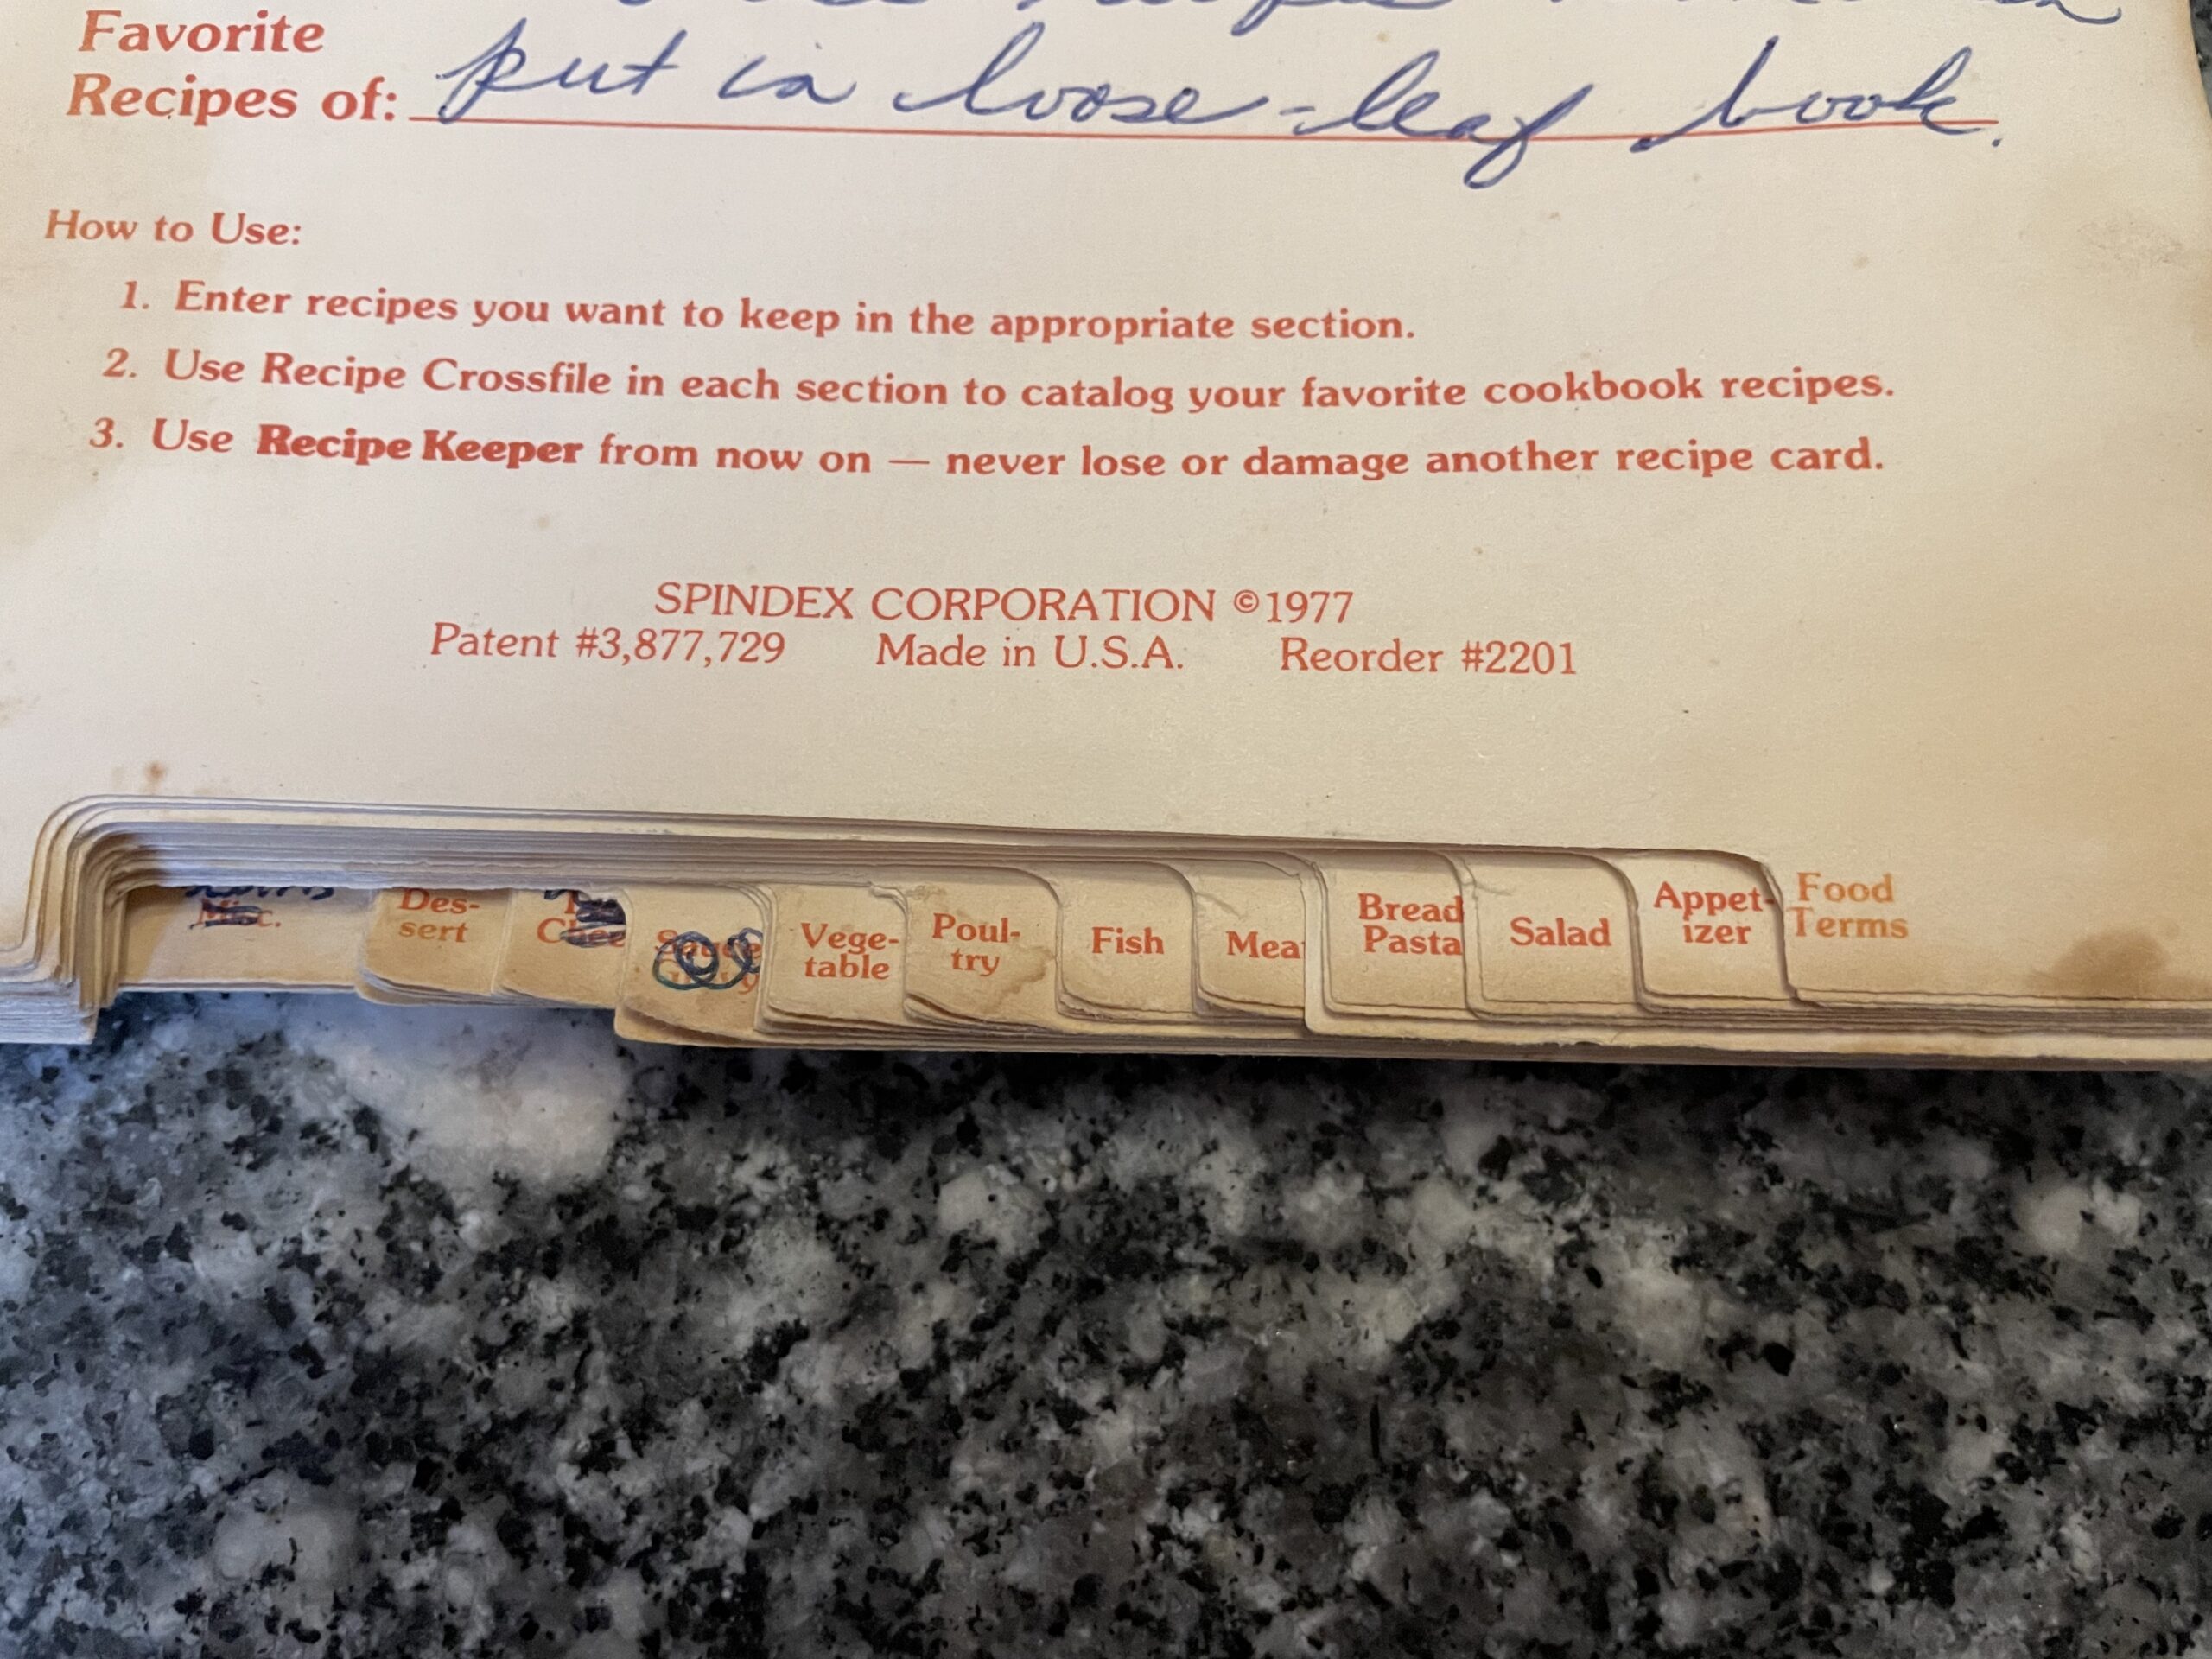 Favorite
Recipes of: put in loose-leaf book.
How to Use:
1. Enter recipes you want to keep in the appropriate section.
2. Use Recipe Crossfile in each section to catalog your favorite cookbook recipes.
3. Use Recipe Keeper from now on — never lose or damage another recipe card.
SPINDEX CORPORATION ©1977
Patent #3,877,729 Made in U.S.A. Reorder #2201
Misc.
Des-
sert
Vege-
table
Poul-
try
Fish
Mea
Bread
Pasta
Salad
Appet-
izer
Food
Terms